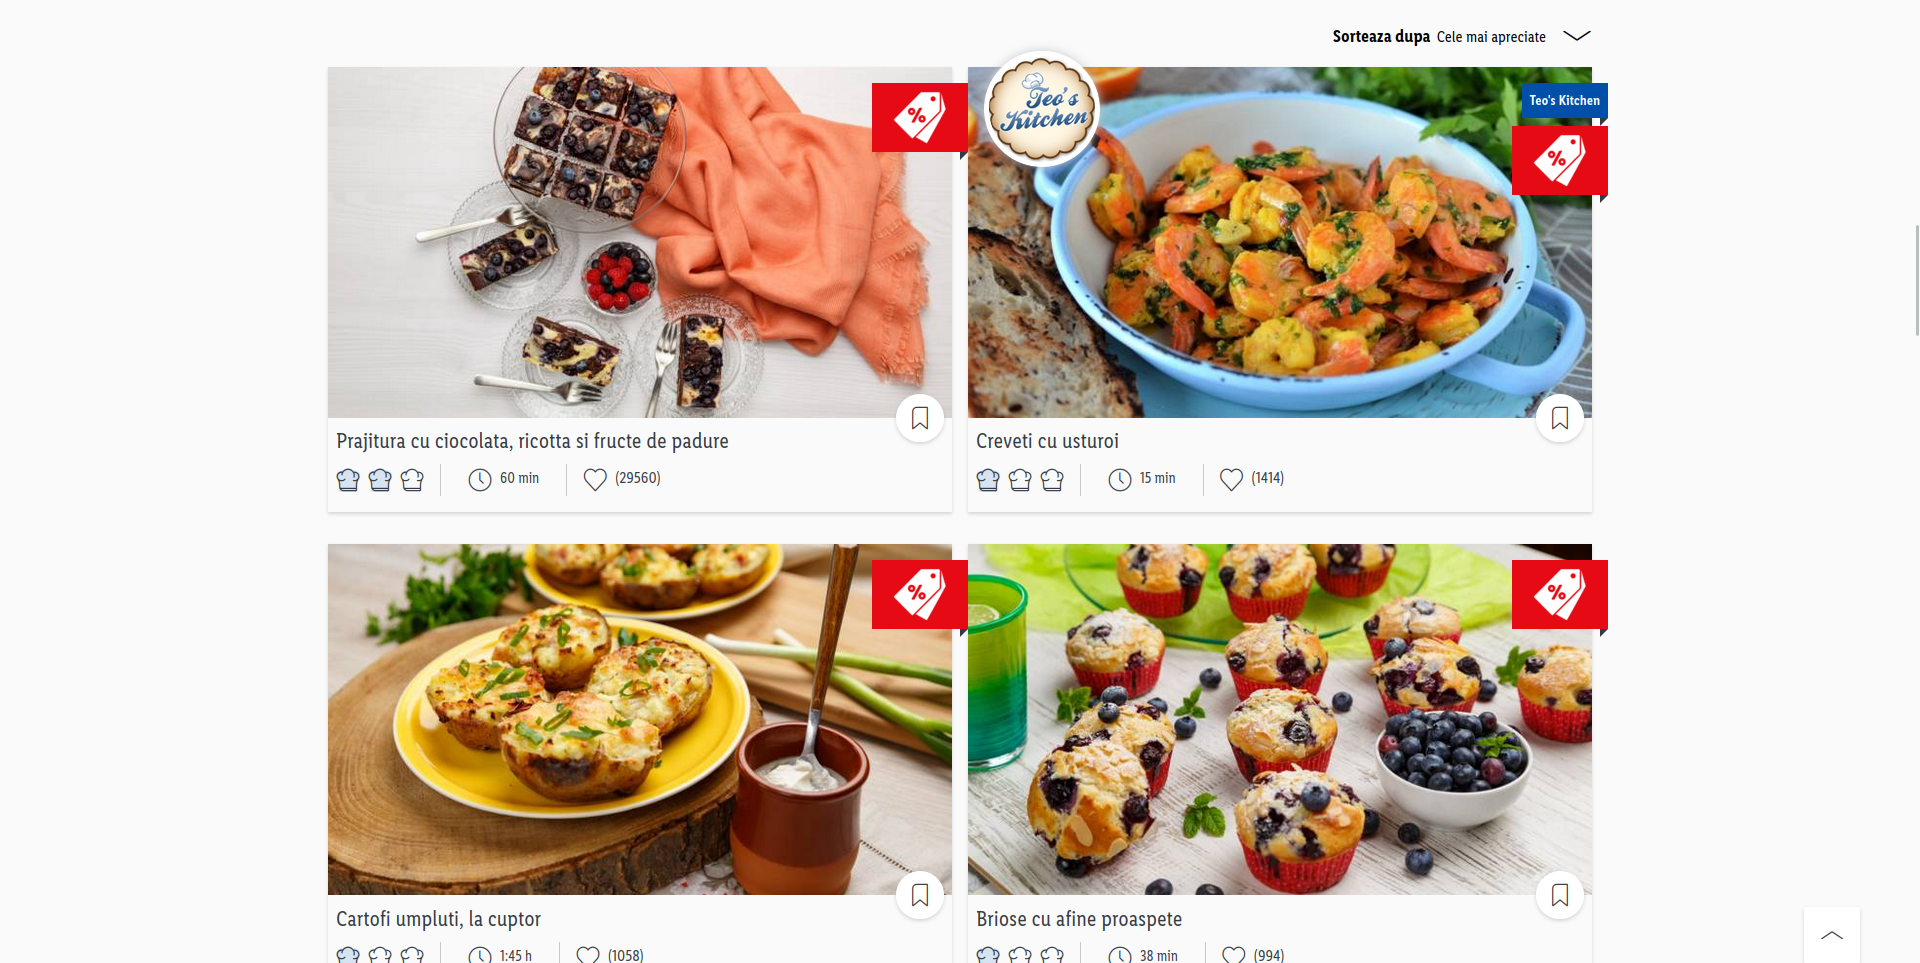 Sorteaza dupa Cele mai apreciate
%
Teo's
Kitchen
Teo's Kitchen
%
Prajitura cu ciocolata, ricotta si fructe de padure
60 min (29560)
Creveti cu usturoi
15 min (1414)
%
%
Cartofi umpluti, la cuptor
1:45 h (1058)
Briose cu afine proaspete
38 min (994)